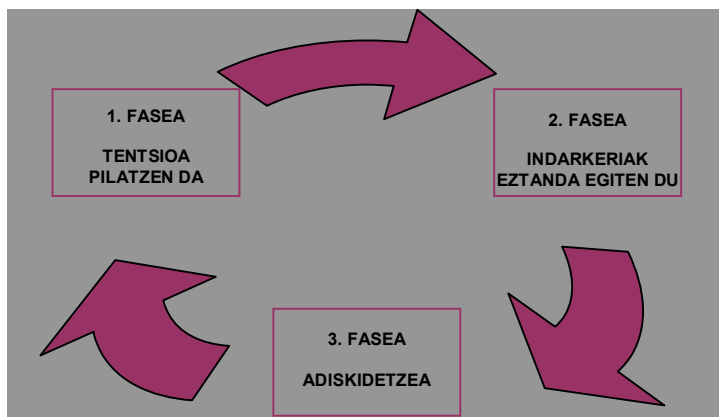 1. FASEA
TENTSIOA
PILATZEN DA
2. FASEA
INDARKERIAK
EZTANDA EGITEN DU
3. FASEA
ADISKIDETZEA